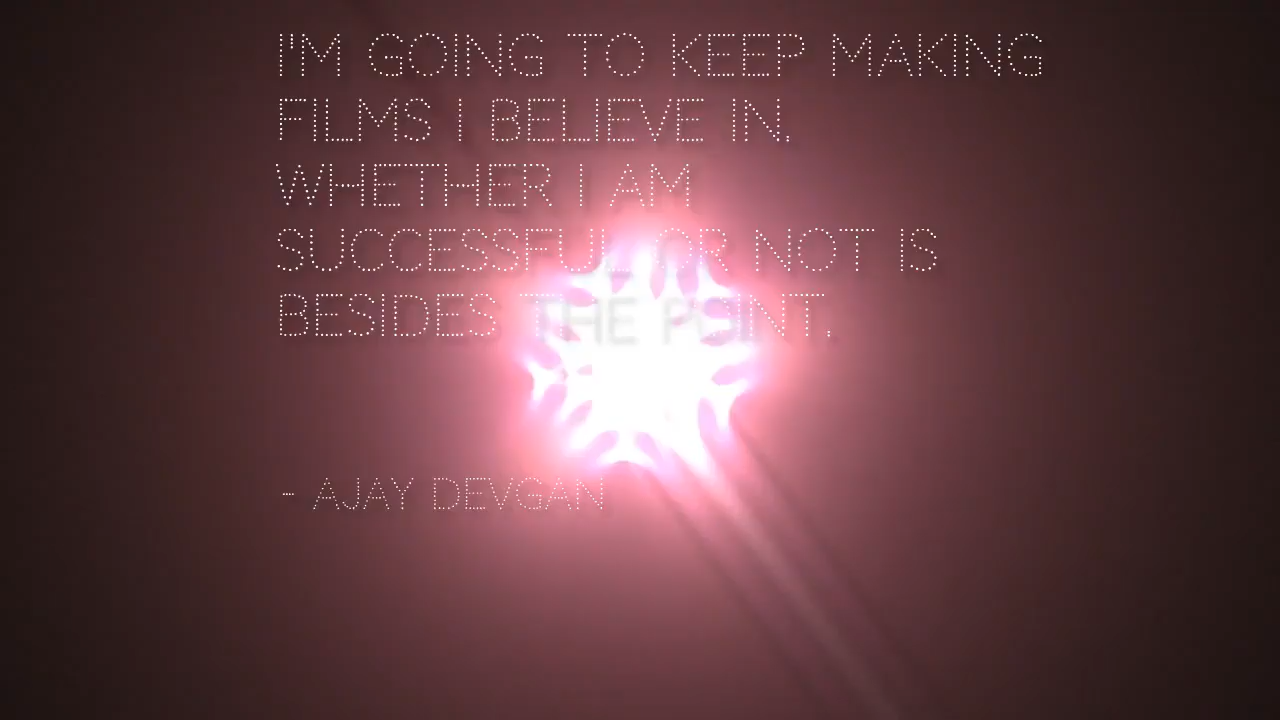 I'M GOING TO KEEP MAKING
FILMS I BELIEVE IN.
WHETHER I AM
SUCCESSFUL OR NOT IS
BESIDES THE POINT.
- AJAY DEVGAN